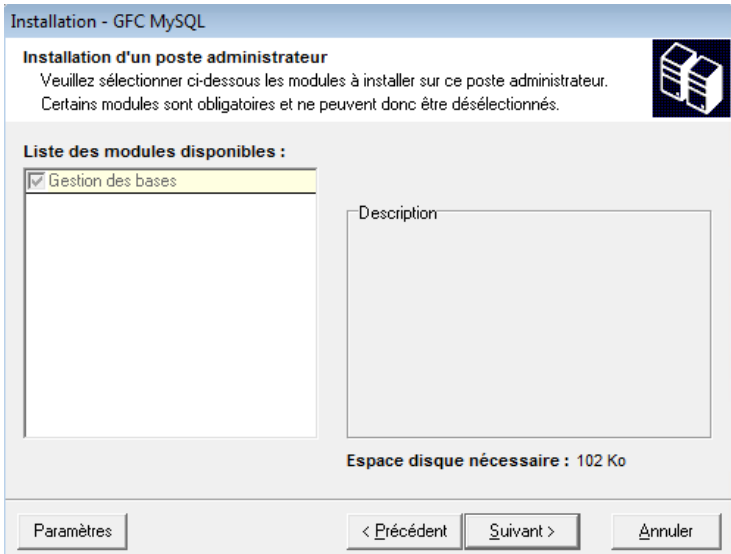 Installation - GFC MySQL
Installation d'un poste administrateur
Veuillez sélectionner ci-dessous les modules à installer sur ce poste administrateur.
Certains modules sont obligatoires et ne peuvent donc être désélectionnés.
Liste des modules disponibles :
Gestion des bases
Description
Espace disque nécessaire : 102 Ko
Paramètres
< Précédent
Suivant >
Annuler